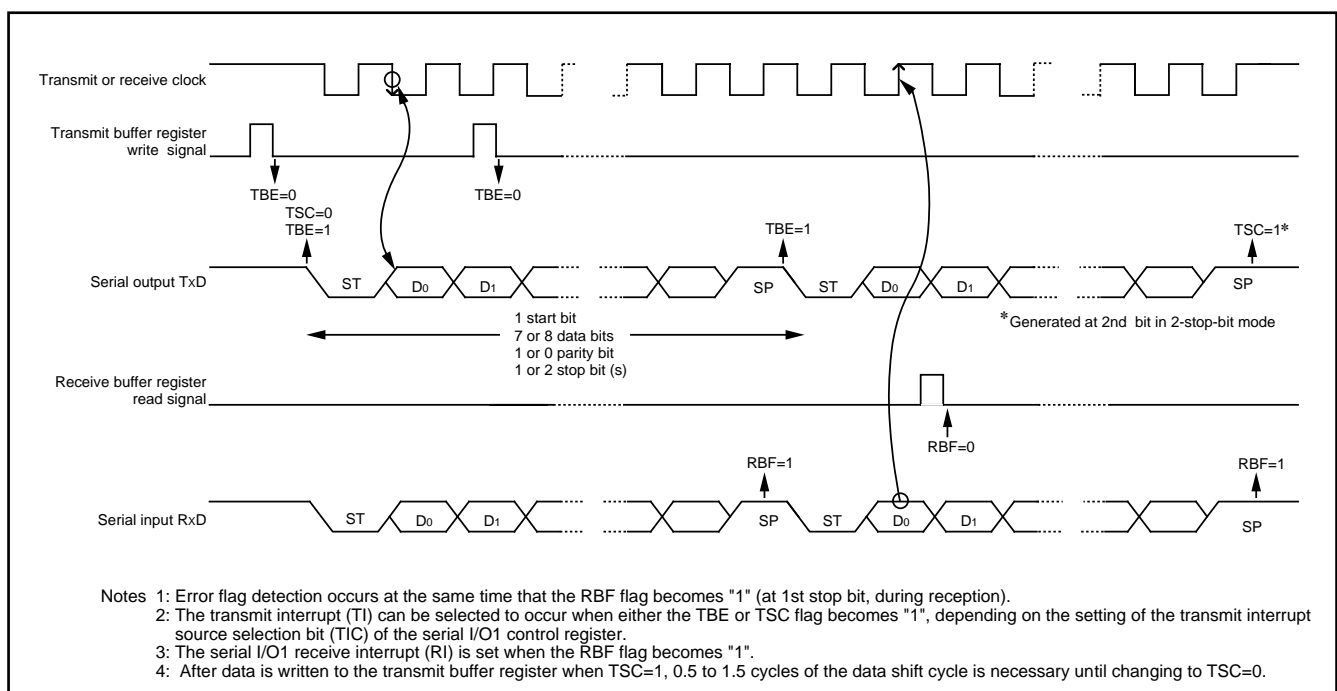 Transmit or receive clock
Transmit buffer register
write signal
TBE=0
TSC=0
TBE=1
TBE=0
TBE=1
TSC=1*
Serial output TxD
ST
D0
D1
SP
ST
D0
D1
SP
1 start bit
7 or 8 data bits
1 or 0 parity bit
1 or 2 stop bit (s)
*Generated at 2nd bit in 2-stop-bit mode
Receive buffer register
read signal
RBF=0
RBF=1
RBF=1
Serial input RxD
ST
D0
D1
SP
ST
D0
D1
SP
Notes 1: Error flag detection occurs at the same time that the RBF flag becomes "1" (at 1st stop bit, during reception).
2: The transmit interrupt (TI) can be selected to occur when either the TBE or TSC flag becomes "1", depending on the setting of the transmit interrupt
source selection bit (TIC) of the serial I/O1 control register.
3: The serial I/O1 receive interrupt (RI) is set when the RBF flag becomes "1".
4: After data is written to the transmit buffer register when TSC=1, 0.5 to 1.5 cycles of the data shift cycle is necessary until changing to TSC=0.